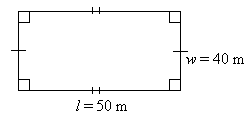 w = 40 m
l = 50 m